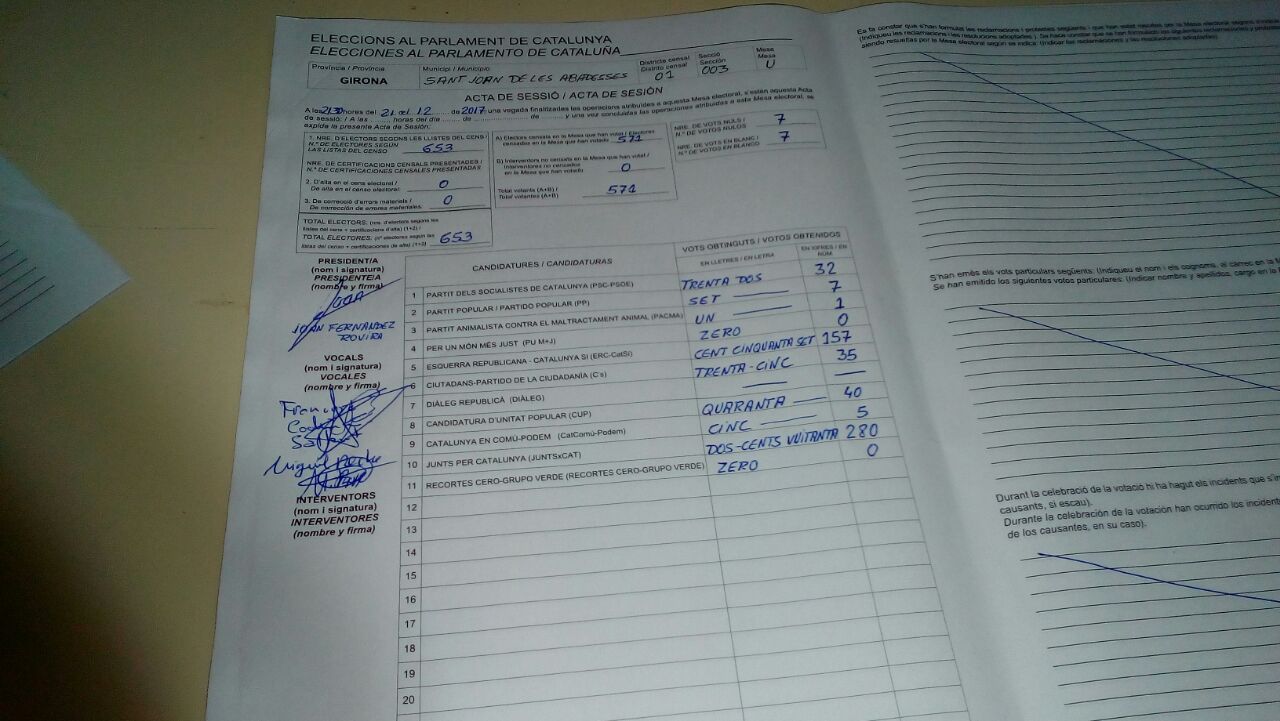 ELECCIONS AL PARLAMENT DE CATALUNYA
ELECCIONES AL PARLAMENTO DE CATALUÑA
Província / Provincia
GIRONA
Municipi / Municipio
SANT JOAN DE LES ABADESSES
Districte censal
Distrito censal
01
Secció
Sección
003
Mesa
Mesa
U
ACTA DE SESSIÓ / ACTA DE SESIÓN
A les 21:30 hores del 21 del 12 de 2017 una vegada finalitzades les operacions atribuïdes a aquesta Mesa electoral, s'estén aquesta Acta
de sessió / A las ........ horas del día ........ de ........ de ........ y una vez concluidas las operaciones atribuidas a esta Mesa electoral, se
expide la presente Acta de Sesión:
1. NRE. D'ELECTORS SEGONS LES LLISTES DEL CENS /
N.º DE ELECTORES SEGÚN
LAS LISTAS DEL CENSO
653
NRE. DE CERTIFICACIONS CENSALS PRESENTADES /
N.º DE CERTIFICACIONES CENSALES PRESENTADAS
2. D'alta en el cens electoral /
De alta en el censo electoral:
0
3. De correcció d'errors materials /
De corrección de errores materiales:
0
TOTAL ELECTORS: (nre. d'electors segons les
llistes del cens + certificacions d'alta) (1+2) /
TOTAL ELECTORES: (nº electores según las
listas del censo + certificaciones de alta) (1+2)
653
A) Electors censats en la Mesa que han votat / Electores
censados en la Mesa que han votado
571
B) Interventors no censats en la Mesa que han votat /
Interventores no censados
en la Mesa que han votado
0
Total votants (A+B) /
Total votantes (A+B)
571
NRE. DE VOTS NULS /
N.º DE VOTOS NULOS
7
NRE. DE VOTS EN BLANC /
N.º DE VOTOS EN BLANCO
7
PRESIDENT/A
(nom i signatura)
PRESIDENTE/A
(nombre y firma)
JOAN FERNANDEZ
ROVIRA
VOCALS
(nom i signatura)
VOCALES
(nombre y firma)
INTERVENTORS
(nom i signatura)
INTERVENTORES
(nombre y firma)
CANDIDATURES / CANDIDATURAS
VOTS OBTINGUTS / VOTOS OBTENIDOS
EN LLETRES / EN LETRA
EN XIFRES / EN NÚM.
1 PARTIT DELS SOCIALISTES DE CATALUNYA (PSC-PSOE) TRENTA DOS 32
2 PARTIT POPULAR / PARTIDO POPULAR (PP) SET 7
3 PARTIT ANIMALISTA CONTRA EL MALTRACTAMENT ANIMAL (PACMA) UN 1
4 PER UN MÓN MÉS JUST (PU M+J) ZERO 0
5 ESQUERRA REPUBLICANA - CATALUNYA SÍ (ERC-CatSí) CENT CINQUANTA SET 157
6 CIUTADANS-PARTIDO DE LA CIUDADANÍA (C's) TRENTA-CINC 35
7 DIÀLEG REPUBLICÀ (DIÀLEG) — —
8 CANDIDATURA D'UNITAT POPULAR (CUP) QUARANTA 40
9 CATALUNYA EN COMÚ-PODEM (CatComú-Podem) CINC 5
10 JUNTS PER CATALUNYA (JUNTSxCAT) DOS-CENTS VUITANTA 280
11 RECORTES CERO-GRUPO VERDE (RECORTES CERO-GRUPO VERDE) ZERO 0
12
13
14
15
16
17
18
19
20
Es fa constar que s'han formulat les reclamacions i protestes següents i que han estat resoltes per la Mesa electoral segons s'indica
(Indiqueu les reclamacions i les resolucions adoptades) / Se hace constar que se han formulado las siguientes reclamaciones y protestas
siendo resueltas por la Mesa electoral según se indica: (Indicar las reclamaciones y las resoluciones adoptadas)
S'han emès els vots particulars següents: (Indiqueu el nom i els cognoms, el càrrec en la
Se han emitido los siguientes votos particulares: (Indicar nombre y apellidos, cargo en la
Durant la celebració de la votació hi ha hagut els incidents que
causants, si escau).
Durante la celebración de la votación han ocurrido los incidentes
de los causantes, en su caso).